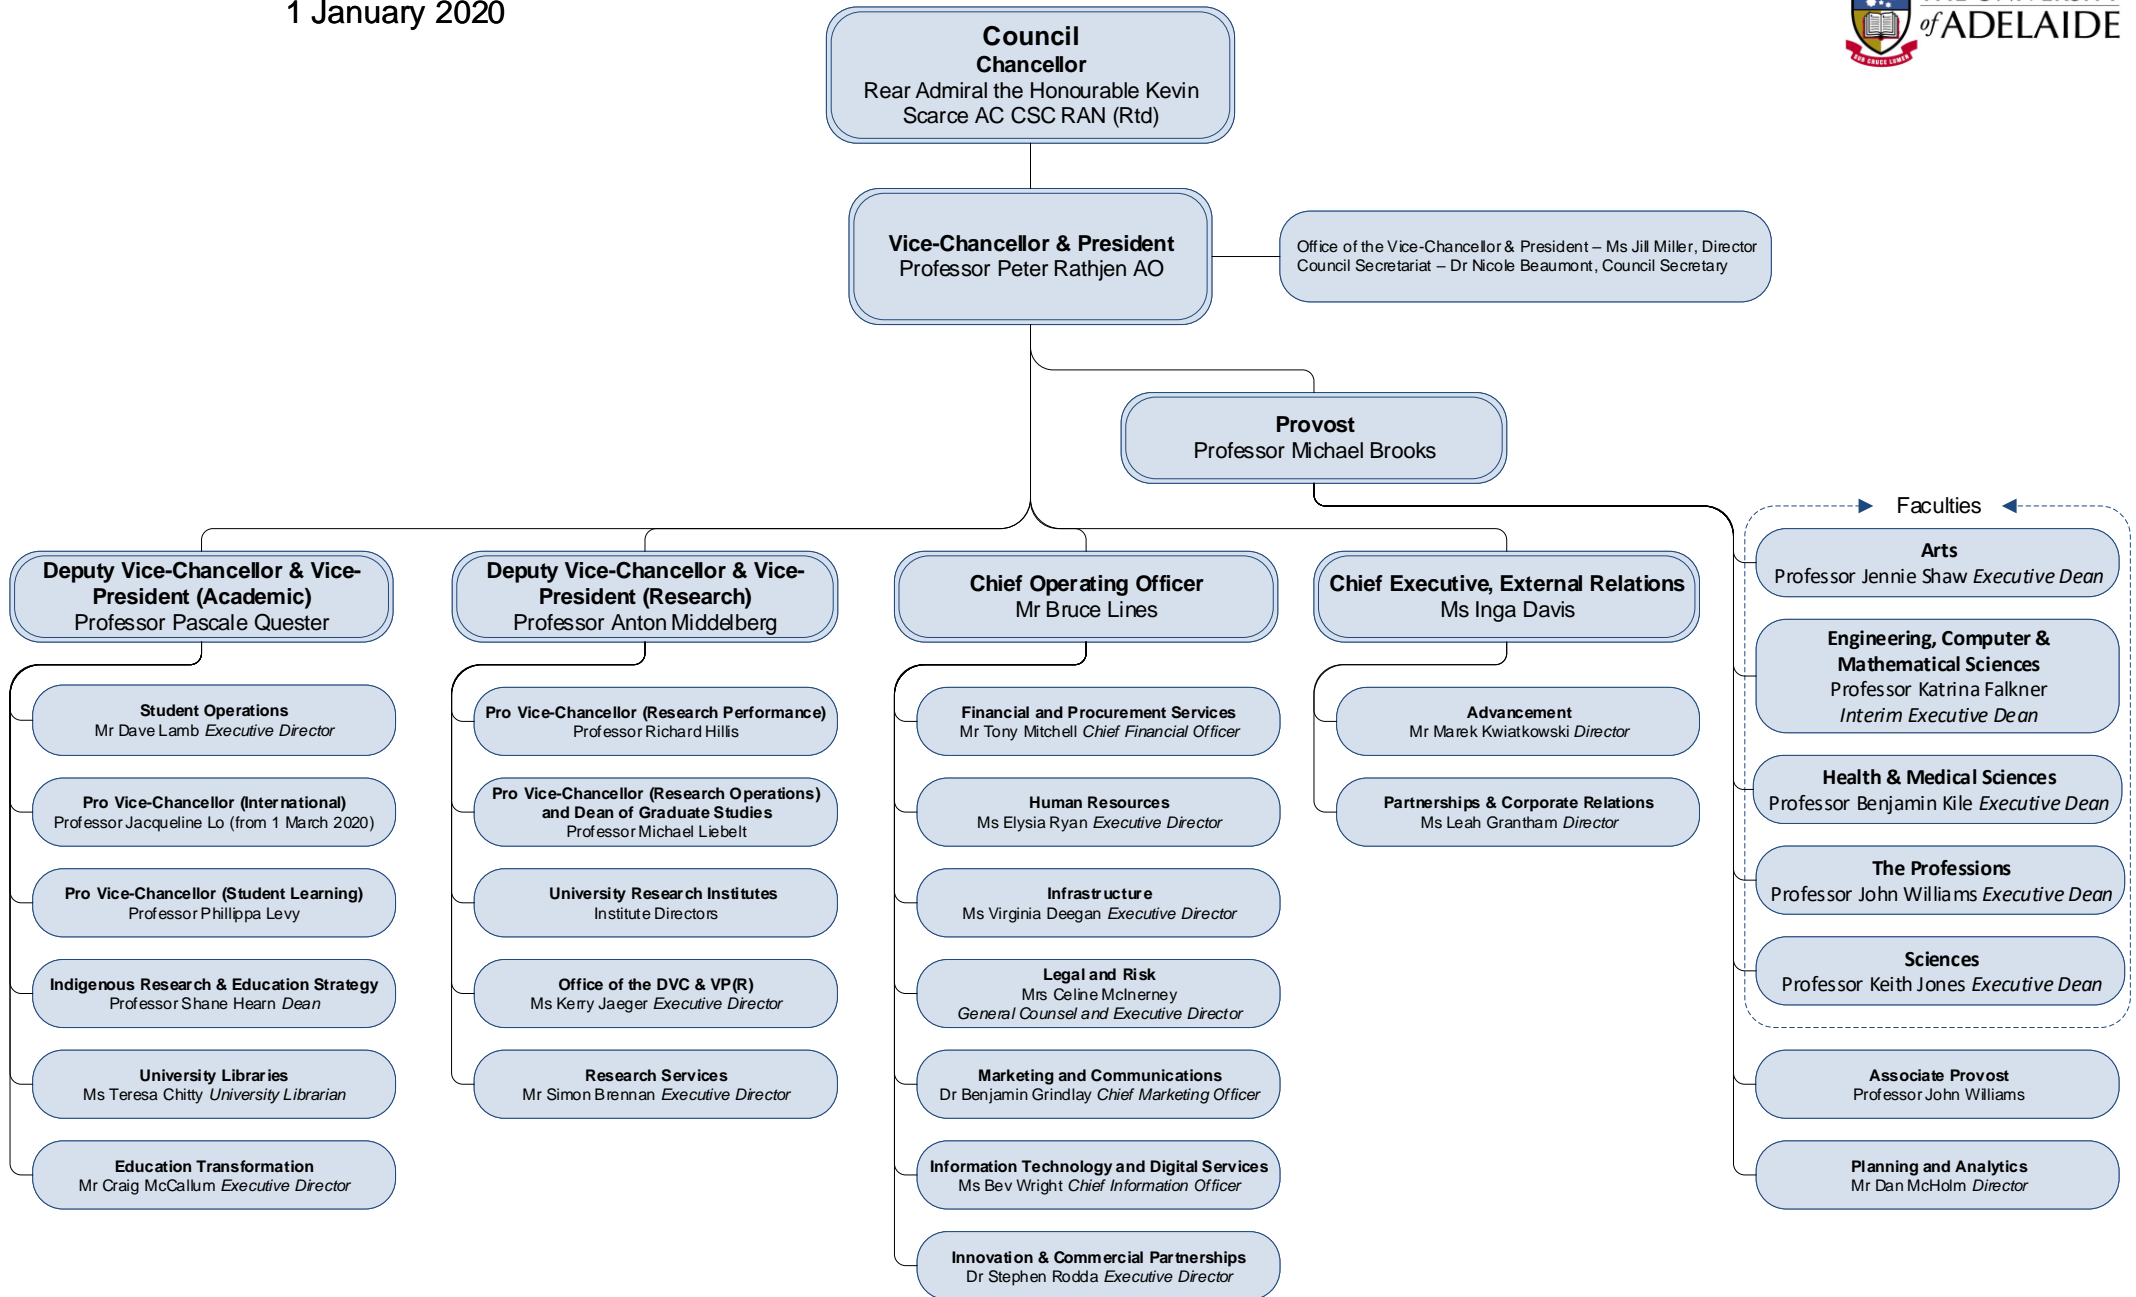 1 January 2020
of ADELAIDE
SUB CRUCE LUMEN
Council
Chancellor
Rear Admiral the Honourable Kevin
Scarce AC CSC RAN (Rtd)
Vice-Chancellor & President
Professor Peter Rathjen AO
Office of the Vice-Chancellor & President – Ms Jill Miller, Director
Council Secretariat – Dr Nicole Beaumont, Council Secretary
Provost
Professor Michael Brooks
Deputy Vice-Chancellor & Vice-
President (Academic)
Professor Pascale Quester
Student Operations
Mr Dave Lamb Executive Director
Pro Vice-Chancellor (International)
Professor Jacqueline Lo (from 1 March 2020)
Pro Vice-Chancellor (Student Learning)
Professor Phillippa Levy
Indigenous Research & Education Strategy
Professor Shane Hearn Dean
University Libraries
Ms Teresa Chitty University Librarian
Education Transformation
Mr Craig McCallum Executive Director
Deputy Vice-Chancellor & Vice-
President (Research)
Professor Anton Middelberg
Pro Vice-Chancellor (Research Performance)
Professor Richard Hillis
Pro Vice-Chancellor (Research Operations)
and Dean of Graduate Studies
Professor Michael Liebelt
University Research Institutes
Institute Directors
Office of the DVC & VP(R)
Ms Kerry Jaeger Executive Director
Research Services
Mr Simon Brennan Executive Director
Chief Operating Officer
Mr Bruce Lines
Financial and Procurement Services
Mr Tony Mitchell Chief Financial Officer
Human Resources
Ms Elysia Ryan Executive Director
Infrastructure
Ms Virginia Deegan Executive Director
Legal and Risk
Mrs Celine McInerney
General Counsel and Executive Director
Marketing and Communications
Dr Benjamin Grindlay Chief Marketing Officer
Information Technology and Digital Services
Ms Bev Wright Chief Information Officer
Innovation & Commercial Partnerships
Dr Stephen Rodda Executive Director
Chief Executive, External Relations
Ms Inga Davis
Advancement
Mr Marek Kwiatkowski Director
Partnerships & Corporate Relations
Ms Leah Grantham Director
Faculties
Arts
Professor Jennie Shaw Executive Dean
Engineering, Computer &
Mathematical Sciences
Professor Katrina Falkner
Interim Executive Dean
Health & Medical Sciences
Professor Benjamin Kile Executive Dean
The Professions
Professor John Williams Executive Dean
Sciences
Professor Keith Jones Executive Dean
Associate Provost
Professor John Williams
Planning and Analytics
Mr Dan McHolm Director